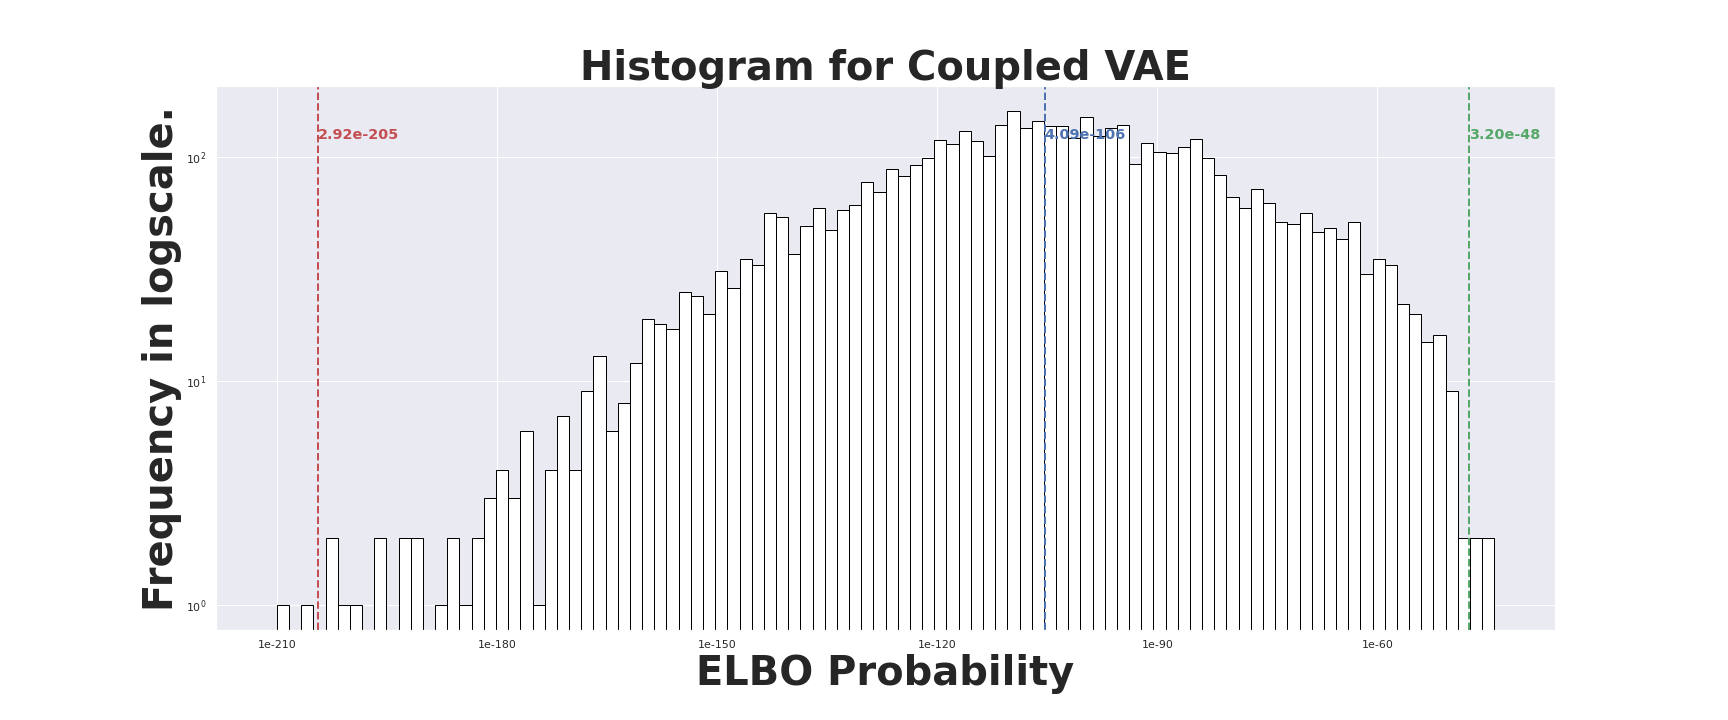 Histogram for Coupled VAE
Frequency in logscale.
2.92e-205
4.09e-106
3.20e-48
10²
10¹
10⁰
1e-210 1e-180 1e-150 1e-120 1e-90 1e-60
ELBO Probability